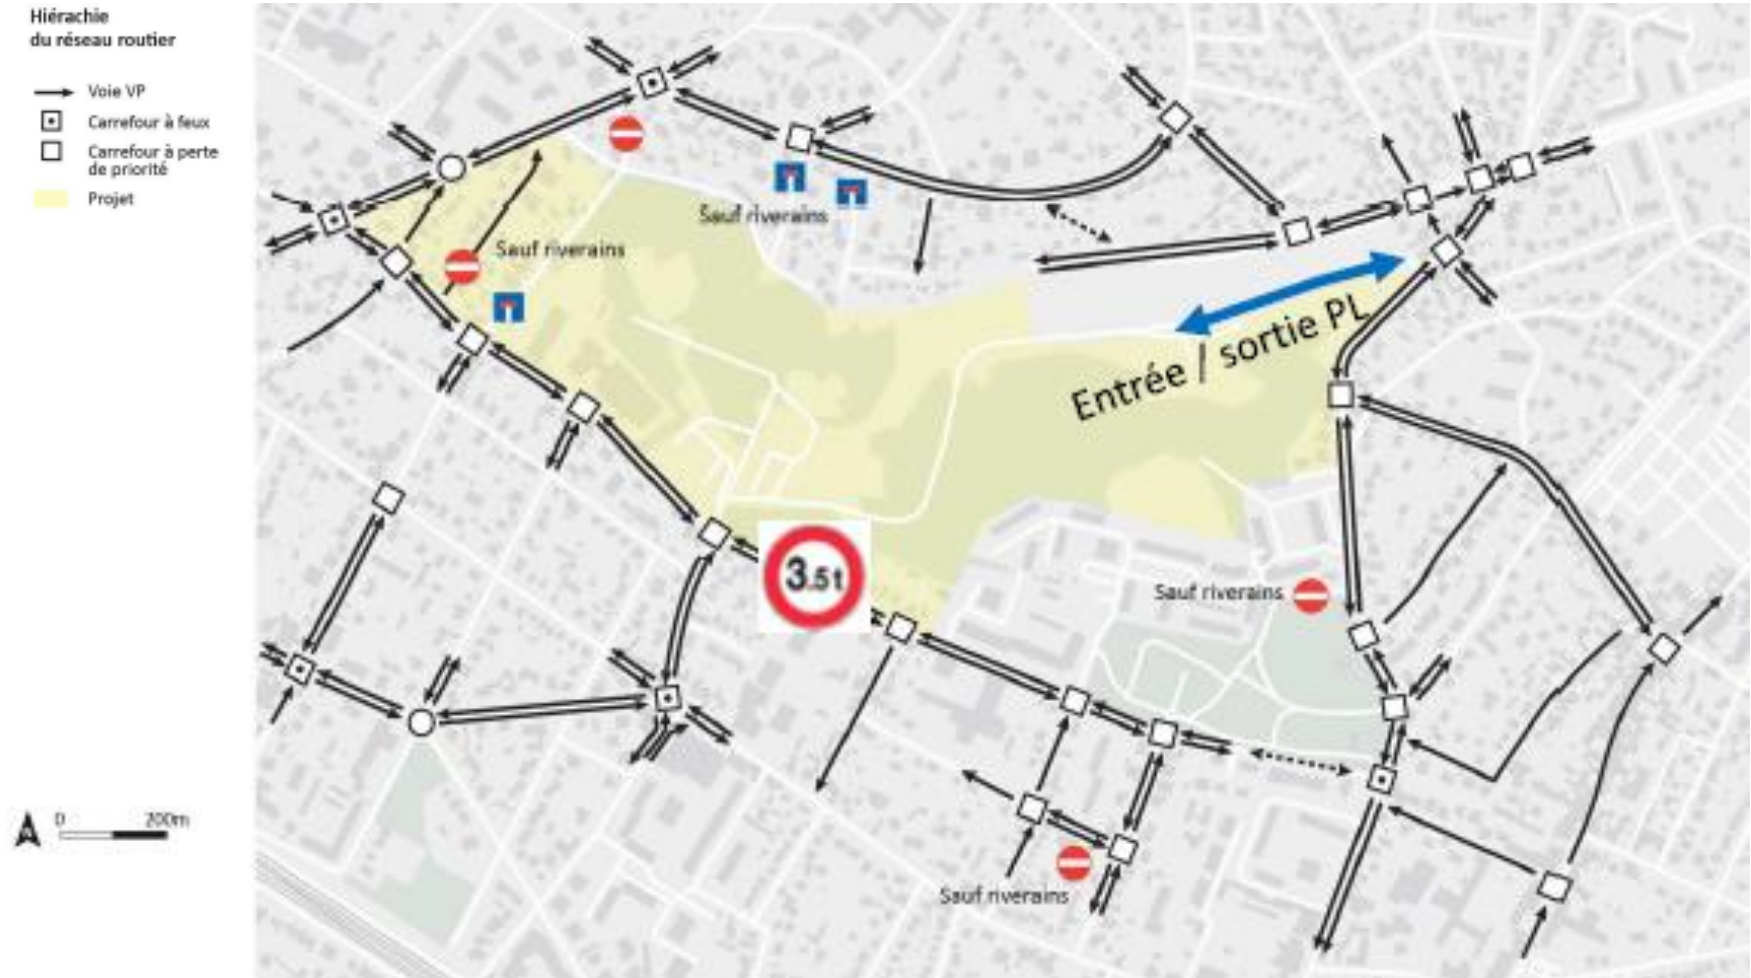 Hiérachie
du réseau routier
Voie VP
Carrefour à feux
Carrefour à perte
de priorité
Projet
Sauf riverains
Sauf riverains
Entrée / sortie PL
3.5t
Sauf riverains
Sauf riverains
N
0 200m